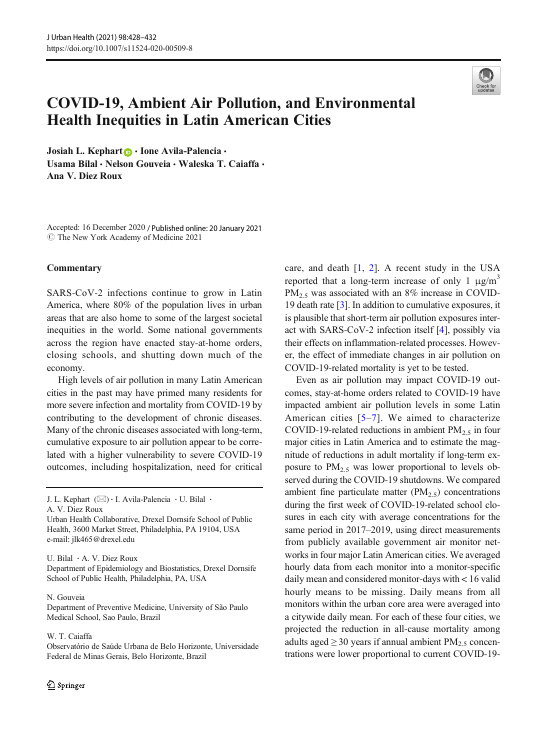 J Urban Health (2021) 98:428–432
https://doi.org/10.1007/s11524-020-00509-8
Check for
updates
COVID-19, Ambient Air Pollution, and Environmental
Health Inequities in Latin American Cities
Josiah L. Kephart · Ione Avila-Palencia ·
Usama Bilal · Nelson Gouveia · Waleska T. Caiaffa ·
Ana V. Diez Roux
Accepted: 16 December 2020 / Published online: 20 January 2021
© The New York Academy of Medicine 2021
Commentary
SARS-CoV-2 infections continue to grow in Latin
America, where 80% of the population lives in urban
areas that are also home to some of the largest societal
inequities in the world. Some national governments
across the region have enacted stay-at-home orders,
closing schools, and shutting down much of the
economy.
High levels of air pollution in many Latin American
cities in the past may have primed many residents for
more severe infection and mortality from COVID-19 by
contributing to the development of chronic diseases.
Many of the chronic diseases associated with long-term,
cumulative exposure to air pollution appear to be corre-
lated with a higher vulnerability to severe COVID-19
outcomes, including hospitalization, need for critical
J. L. Kephart (✉) · I. Avila-Palencia · U. Bilal ·
A. V. Diez Roux
Urban Health Collaborative, Drexel Dornsife School of Public
Health, 3600 Market Street, Philadelphia, PA 19104, USA
e-mail: jlk465@drexel.edu
U. Bilal · A. V. Diez Roux
Department of Epidemiology and Biostatistics, Drexel Dornsife
School of Public Health, Philadelphia, PA, USA
N. Gouveia
Department of Preventive Medicine, University of São Paulo
Medical School, Sao Paulo, Brazil
W. T. Caiaffa
Observatório de Saúde Urbana de Belo Horizonte, Universidade
Federal de Minas Gerais, Belo Horizonte, Brazil
care, and death [1, 2]. A recent study in the USA
reported that a long-term increase of only 1 μg/m³
PM₂.₅ was associated with an 8% increase in COVID-
19 death rate [3]. In addition to cumulative exposures, it
is plausible that short-term air pollution exposures inter-
act with SARS-CoV-2 infection itself [4], possibly via
their effects on inflammation-related processes. Howev-
er, the effect of immediate changes in air pollution on
COVID-19-related mortality is yet to be tested.
Even as air pollution may impact COVID-19 out-
comes, stay-at-home orders related to COVID-19 have
impacted ambient air pollution levels in some Latin
American cities [5–7]. We aimed to characterize
COVID-19-related reductions in ambient PM₂.₅ in four
major cities in Latin America and to estimate the mag-
nitude of reductions in adult mortality if long-term ex-
posure to PM₂.₅ was lower proportional to levels ob-
served during the COVID-19 shutdowns. We compared
ambient fine particulate matter (PM₂.₅) concentrations
during the first week of COVID-19-related school clo-
sures in each city with average concentrations for the
same period in 2017–2019, using direct measurements
from publicly available government air monitor net-
works in four major Latin American cities. We averaged
hourly data from each monitor into a monitor-specific
daily mean and considered monitor-days with < 16 valid
hourly means to be missing. Daily means from all
monitors within the urban core area were averaged into
a citywide daily mean. For each of these four cities, we
projected the reduction in all-cause mortality among
adults aged ≥ 30 years if annual ambient PM₂.₅ concen-
trations were lower proportional to current COVID-19-
Springer